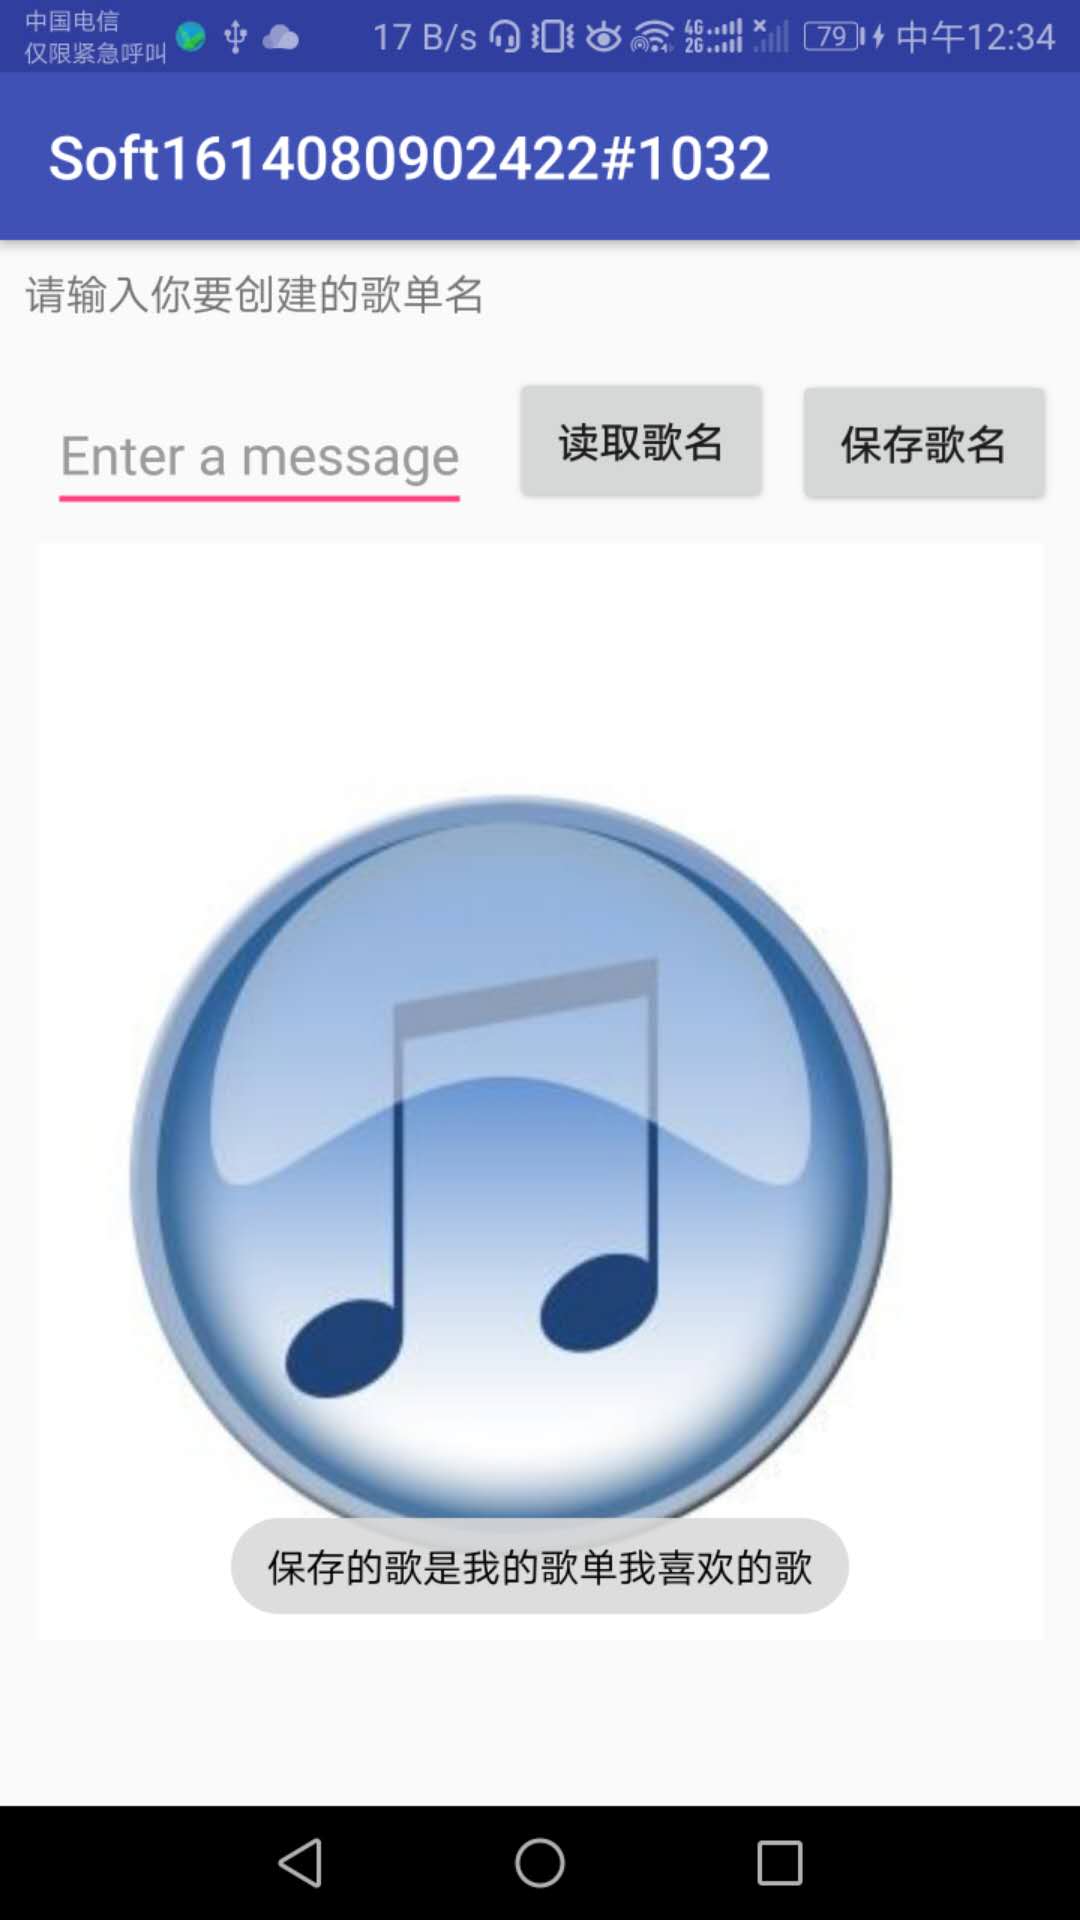 中国电信
仅限紧急呼叫
17 B/s 4G 2G 79 中午12:34
Soft1614080902422#1032
请输入你要创建的歌单名
Enter a message
读取歌名
保存歌名
保存的歌是我的歌单我喜欢的歌